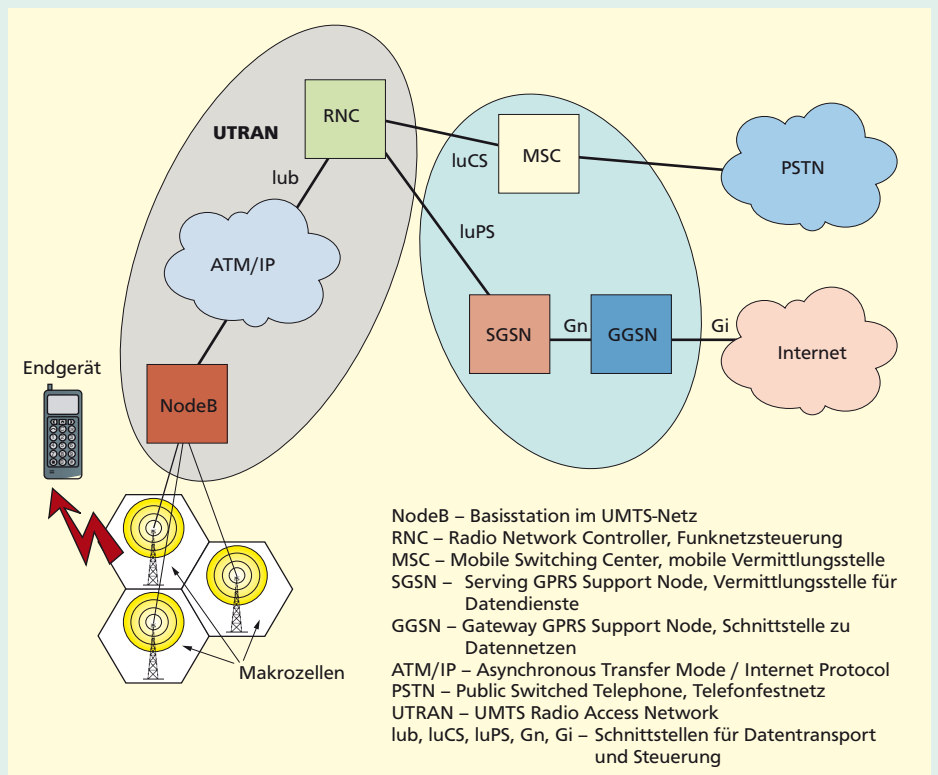 RNC
UTRAN
MSC
PSTN
luCS
lub
luPS
ATM/IP
SGSN
Gn
GGSN
Gi
Internet
Endgerät
NodeB
Makrozellen
NodeB – Basisstation im UMTS-Netz
RNC – Radio Network Controller, Funknetzsteuerung
MSC – Mobile Switching Center, mobile Vermittlungsstelle
SGSN – Serving GPRS Support Node, Vermittlungsstelle für
Datendienste
GGSN – Gateway GPRS Support Node, Schnittstelle zu
Datennetzen
ATM/IP – Asynchronous Transfer Mode / Internet Protocol
PSTN – Public Switched Telephone, Telefonfestnetz
UTRAN – UMTS Radio Access Network
lub, luCS, luPS, Gn, Gi – Schnittstellen für Datentransport
und Steuerung